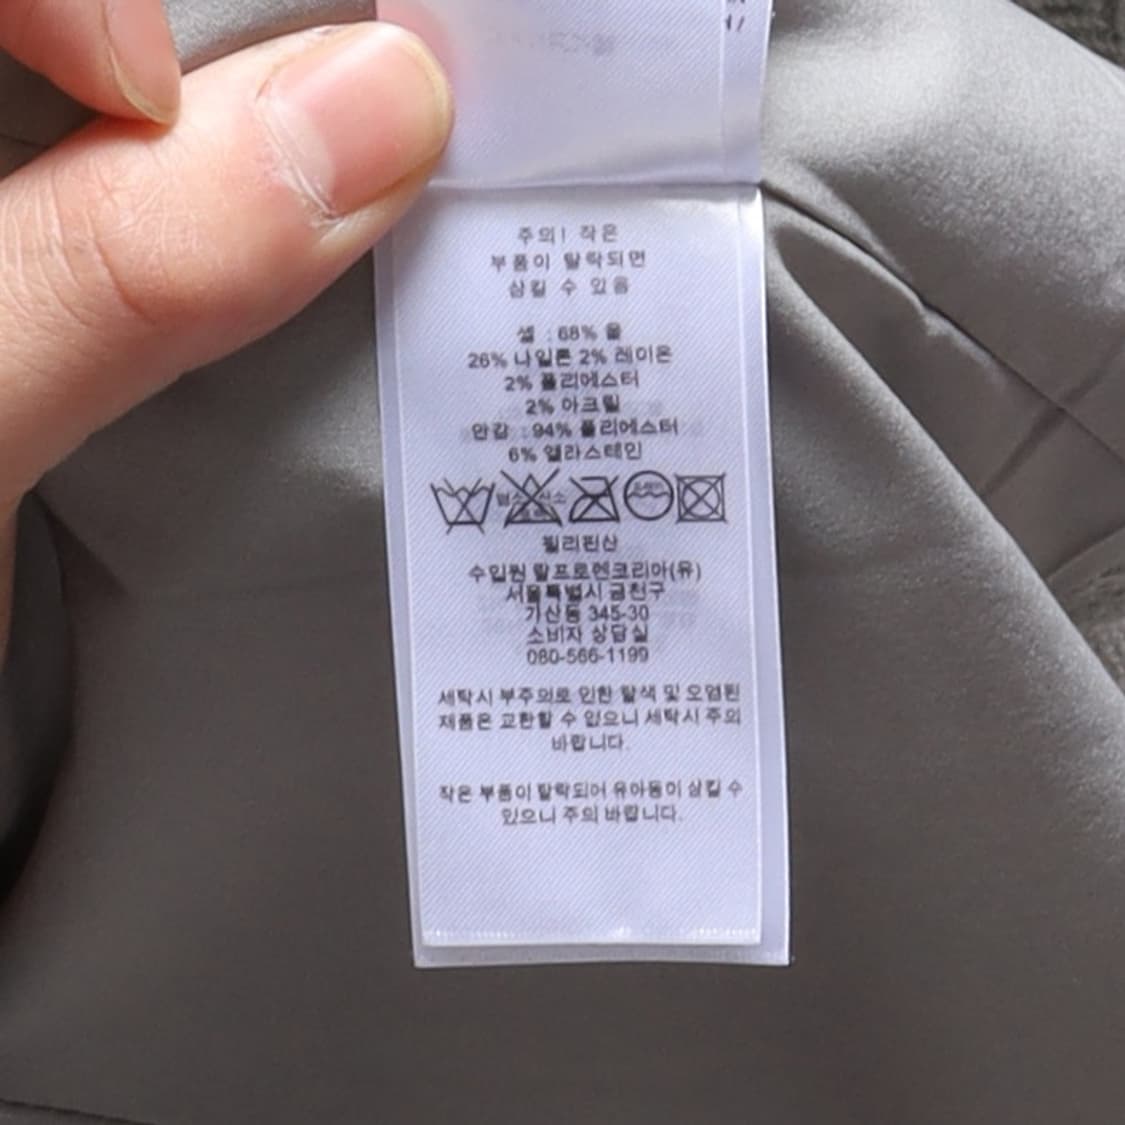 주의! 작은
부품이 탈락되면
삼킬 수 있음
셸 : 68% 울
26% 나일론 2% 레이온
2% 폴리에스터
2% 아크릴
안감 : 94% 폴리에스터
6% 엘라스테인
필리핀산
수입원 랄프로렌코리아(유)
서울특별시 금천구
가산동 345-30
소비자 상담실
080-566-1199
세탁시 부주의로 인한 탈색 및 오염된
제품은 교환할 수 없으니 세탁시 주의
바랍니다.
작은 부품이 탈락되어 유아동이 삼킬 수
있으니 주의 바랍니다.